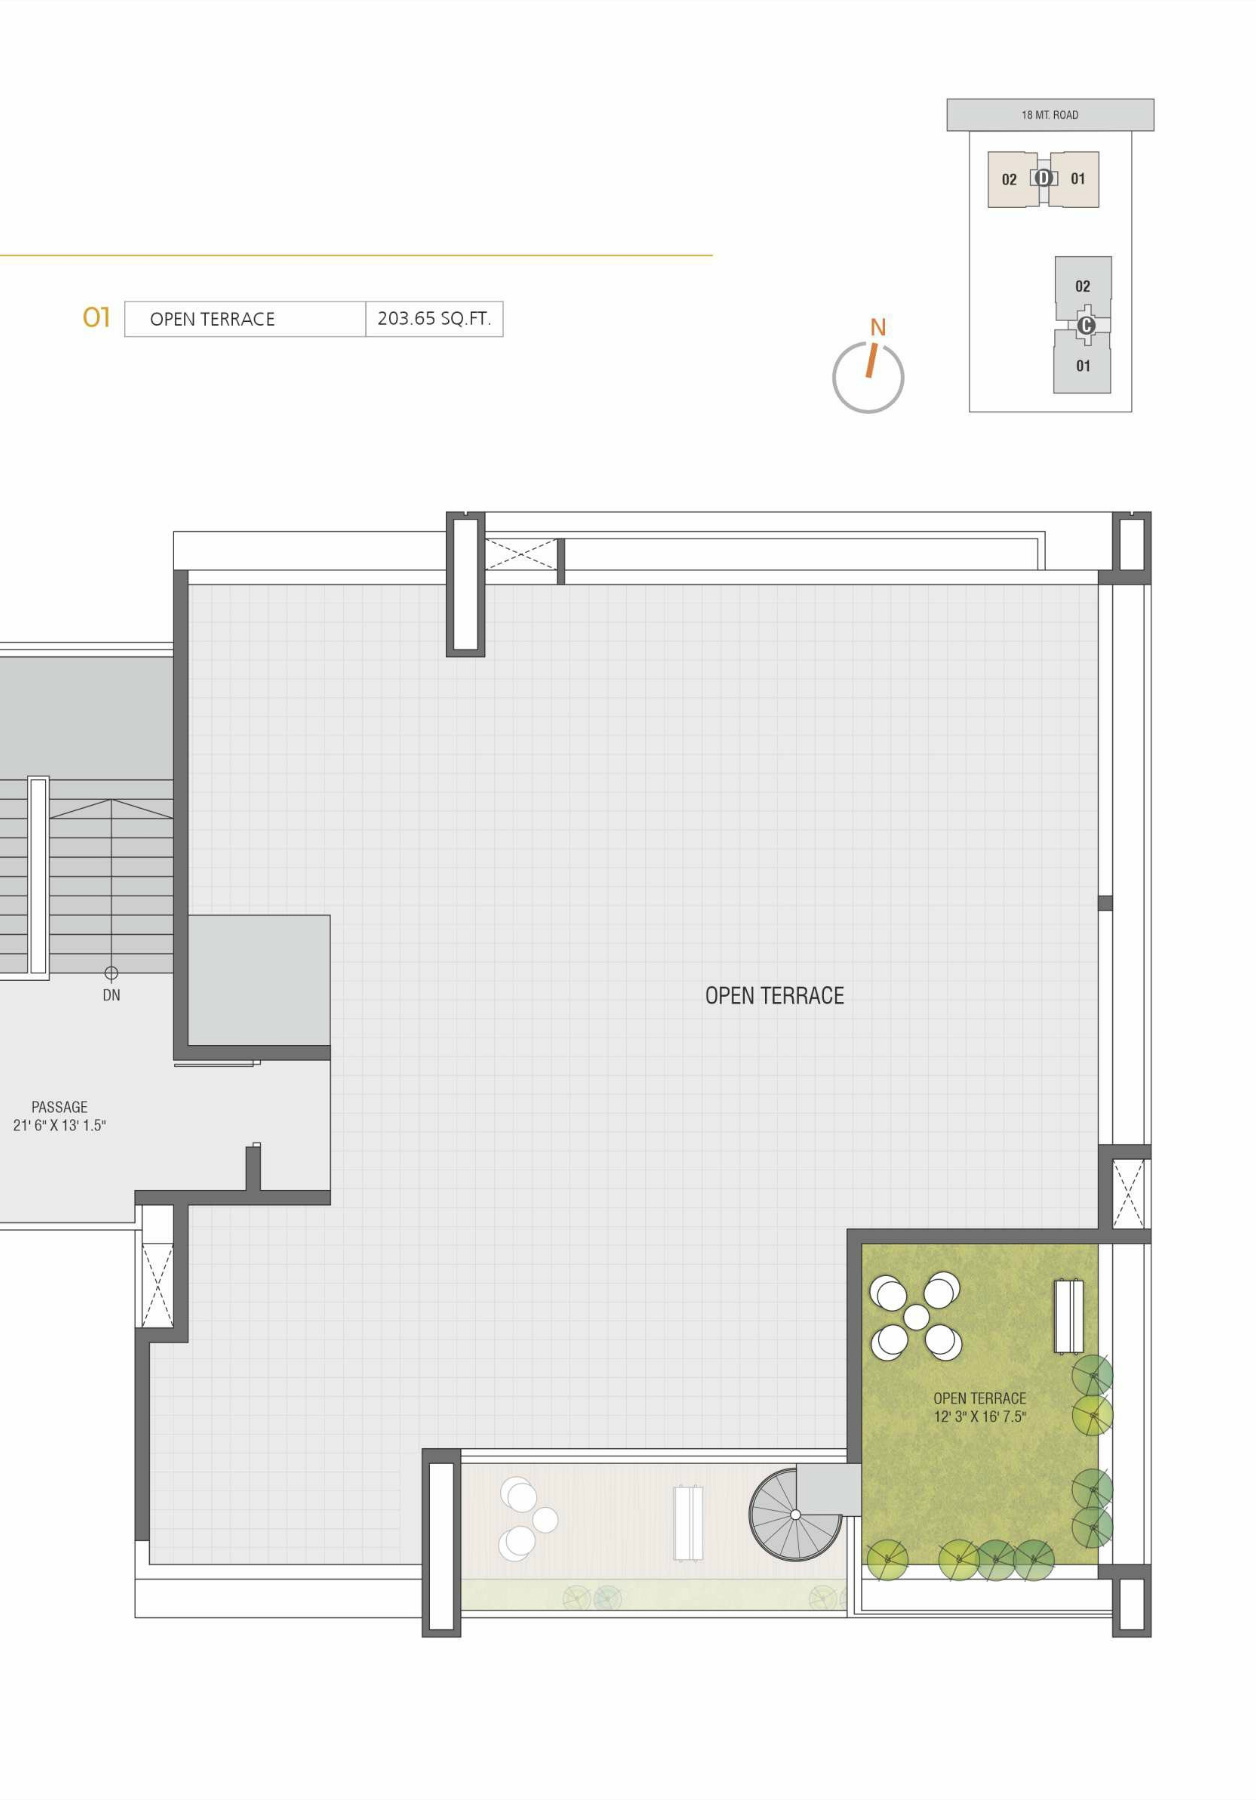 18 MT. ROAD
02 D 01
02
C
01
01 OPEN TERRACE 203.65 SQ.FT.
N
DN
OPEN TERRACE
PASSAGE
21' 6" X 13' 1.5"
OPEN TERRACE
12' 3" X 16' 7.5"